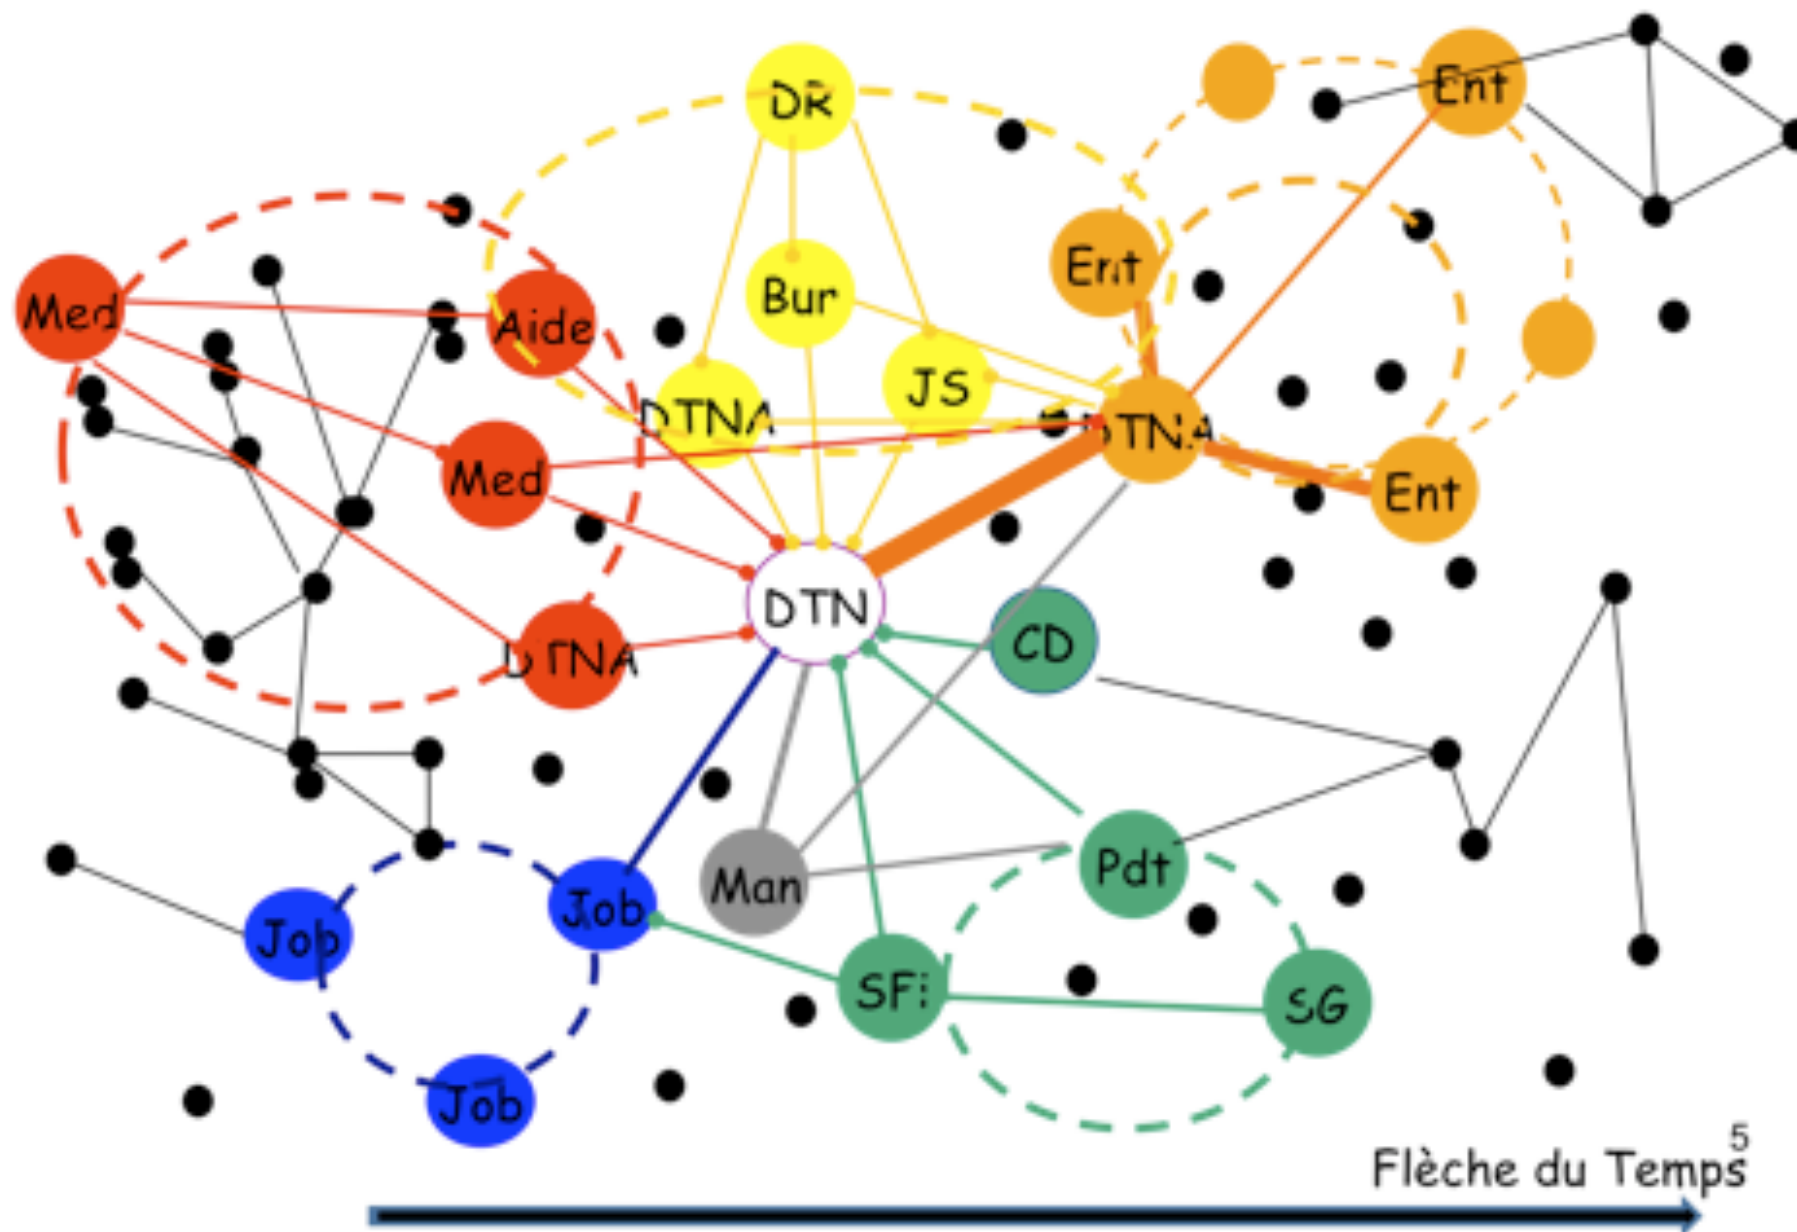 DR
Ent
Ent
Med
Bur
Aide
JS
DTNA
DTNA
Med
Ent
DTN
CD
DTNA
Pdt
Man
Job
Job
SFE
SG
Job
5
Flèche du Temps